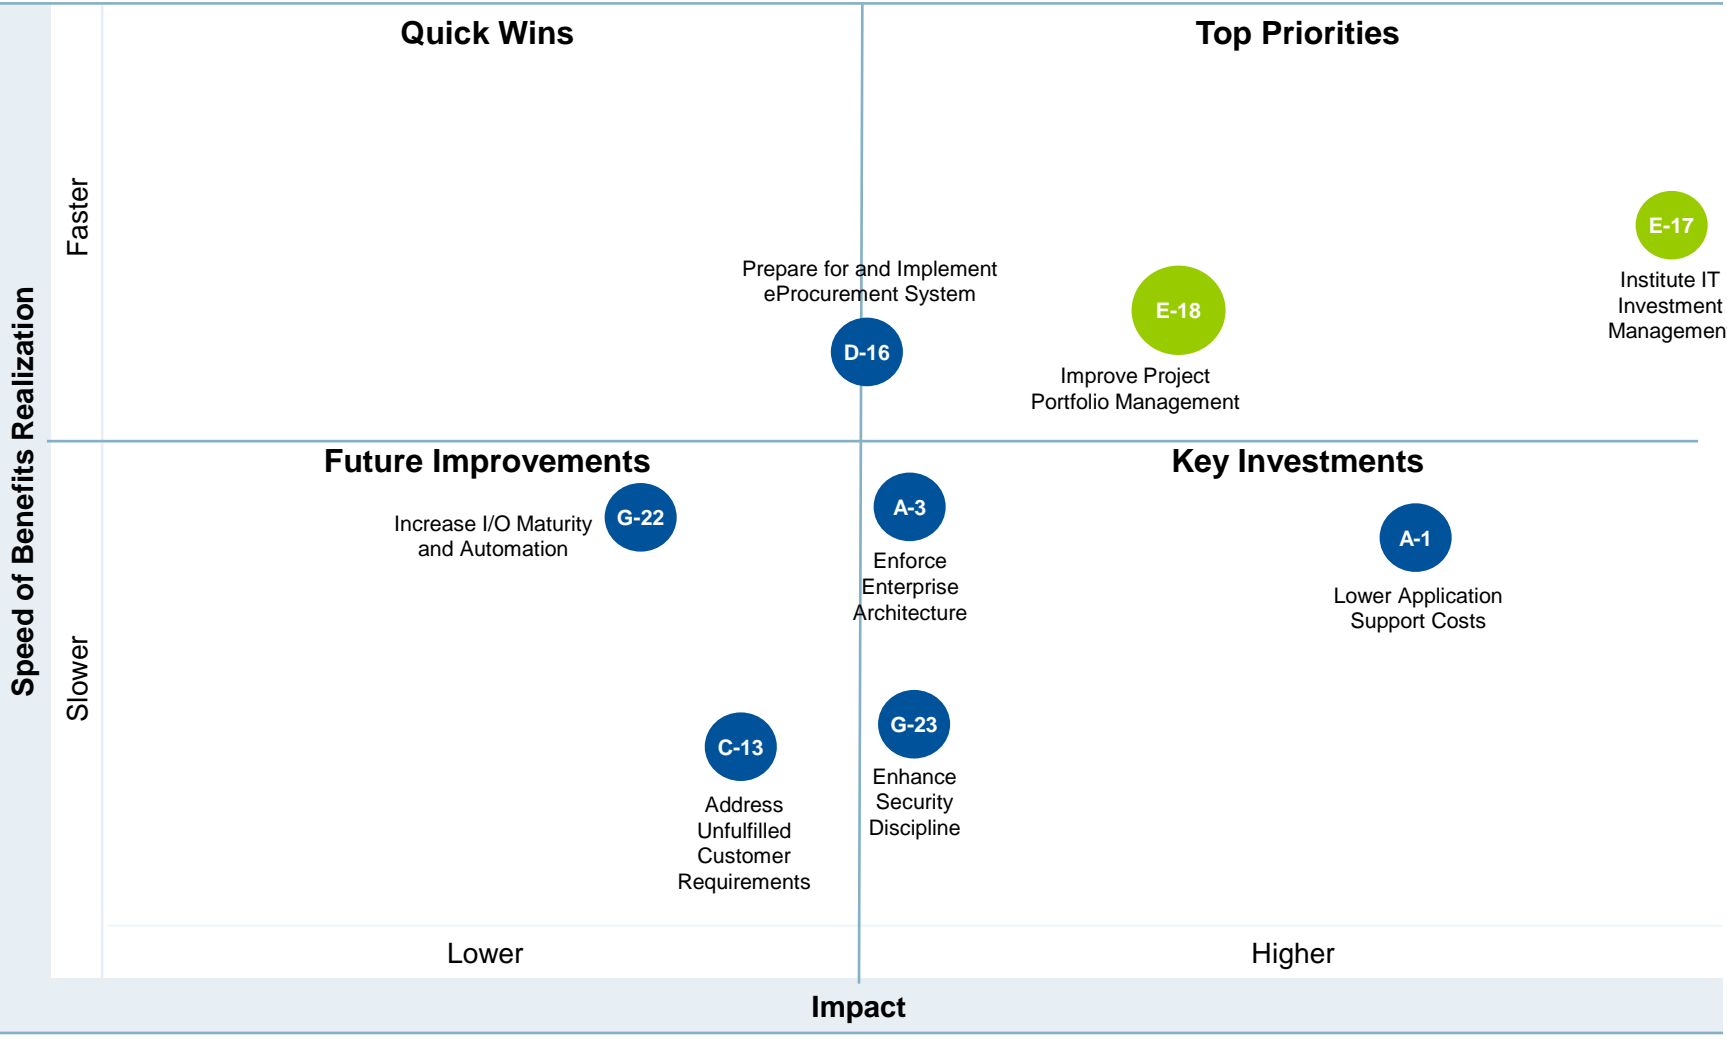 Quick Wins
Top Priorities
Speed of Benefits Realization
Faster
E-17
Institute IT
Investment
Managemen
Prepare for and Implement
eProcurement System
D-16
E-18
Improve Project
Portfolio Management
Future Improvements
Key Investments
Increase I/O Maturity
and Automation
G-22
A-3
Enforce
Enterprise
Architecture
A-1
Lower Application
Support Costs
Slower
C-13
Address
Unfulfilled
Customer
Requirements
G-23
Enhance
Security
Discipline
Lower
Higher
Impact